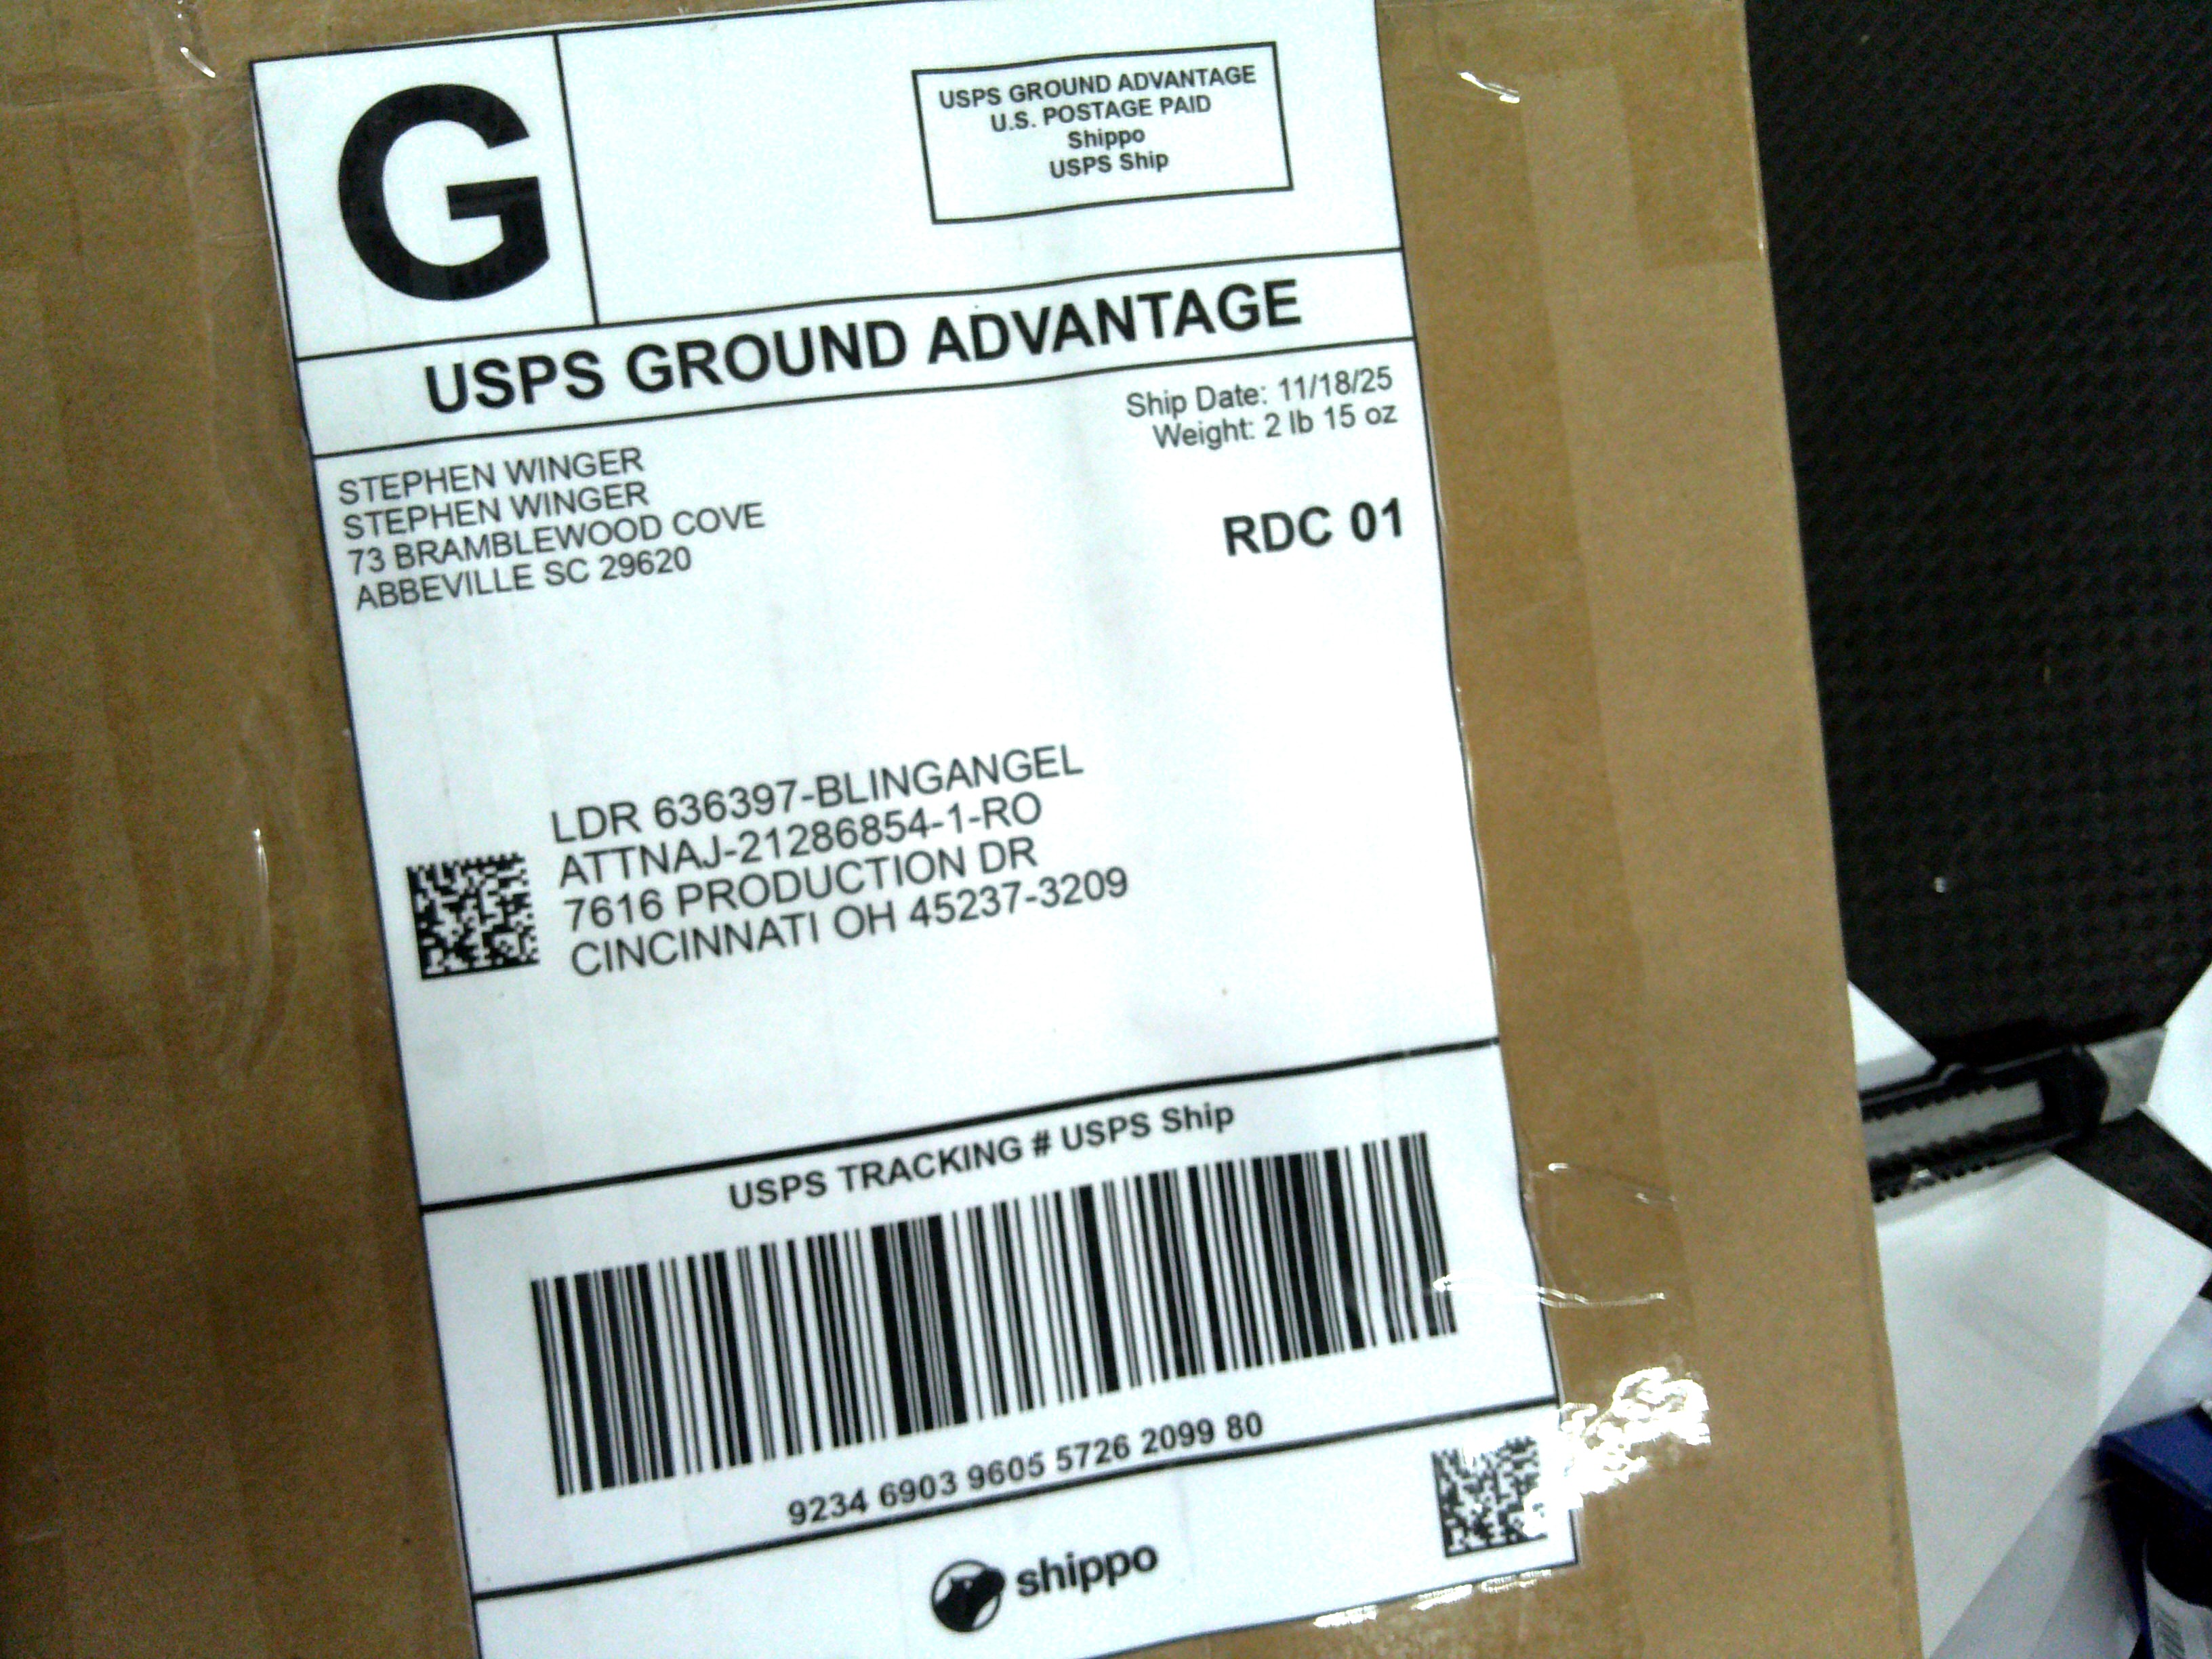 G
USPS GROUND ADVANTAGE
U.S. POSTAGE PAID
Shippo
USPS Ship
USPS GROUND ADVANTAGE
Ship Date: 11/18/25
Weight: 2 lb 15 oz
STEPHEN WINGER
STEPHEN WINGER
73 BRAMBLEWOOD COVE
ABBEVILLE SC 29620
RDC 01
LDR 636397-BLINGANGEL
ATTNAJ-21286854-1-RO
7616 PRODUCTION DR
CINCINNATI OH 45237-3209
USPS TRACKING # USPS Ship
9234 6903 9605 5726 2099 80
shippo